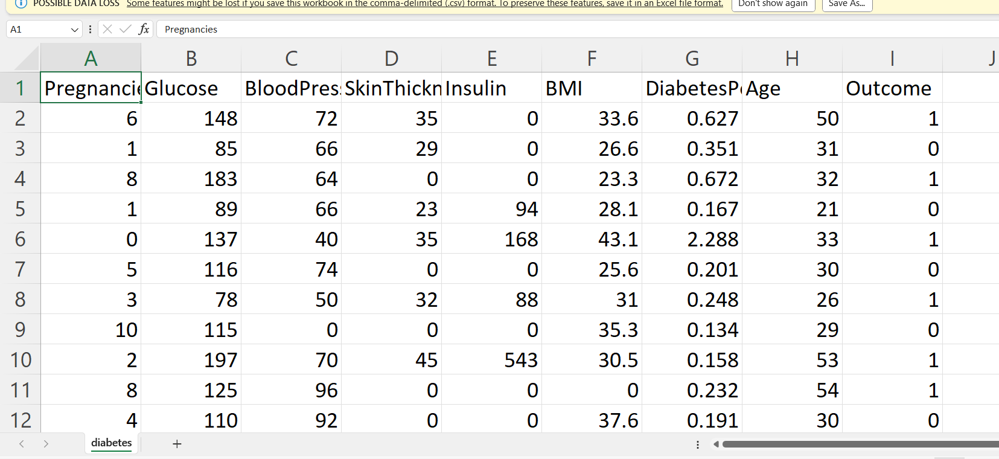 POSSIBLE DATA LOSS Some features might be lost if you save this workbook in the comma-delimited (.csv) format. To preserve these features, save it in an Excel file format. Don't show again Save As...
A1 fx Pregnancies
A B C D E F G H I J
1 Pregnancie Glucose BloodPres SkinThickn Insulin BMI DiabetesPe Age Outcome
2 6 148 72 35 0 33.6 0.627 50 1
3 1 85 66 29 0 26.6 0.351 31 0
4 8 183 64 0 0 23.3 0.672 32 1
5 1 89 66 23 94 28.1 0.167 21 0
6 0 137 40 35 168 43.1 2.288 33 1
7 5 116 74 0 0 25.6 0.201 30 0
8 3 78 50 32 88 31 0.248 26 1
9 10 115 0 0 0 35.3 0.134 29 0
10 2 197 70 45 543 30.5 0.158 53 1
11 8 125 96 0 0 0 0.232 54 1
12 4 110 92 0 0 37.6 0.191 30 0
diabetes